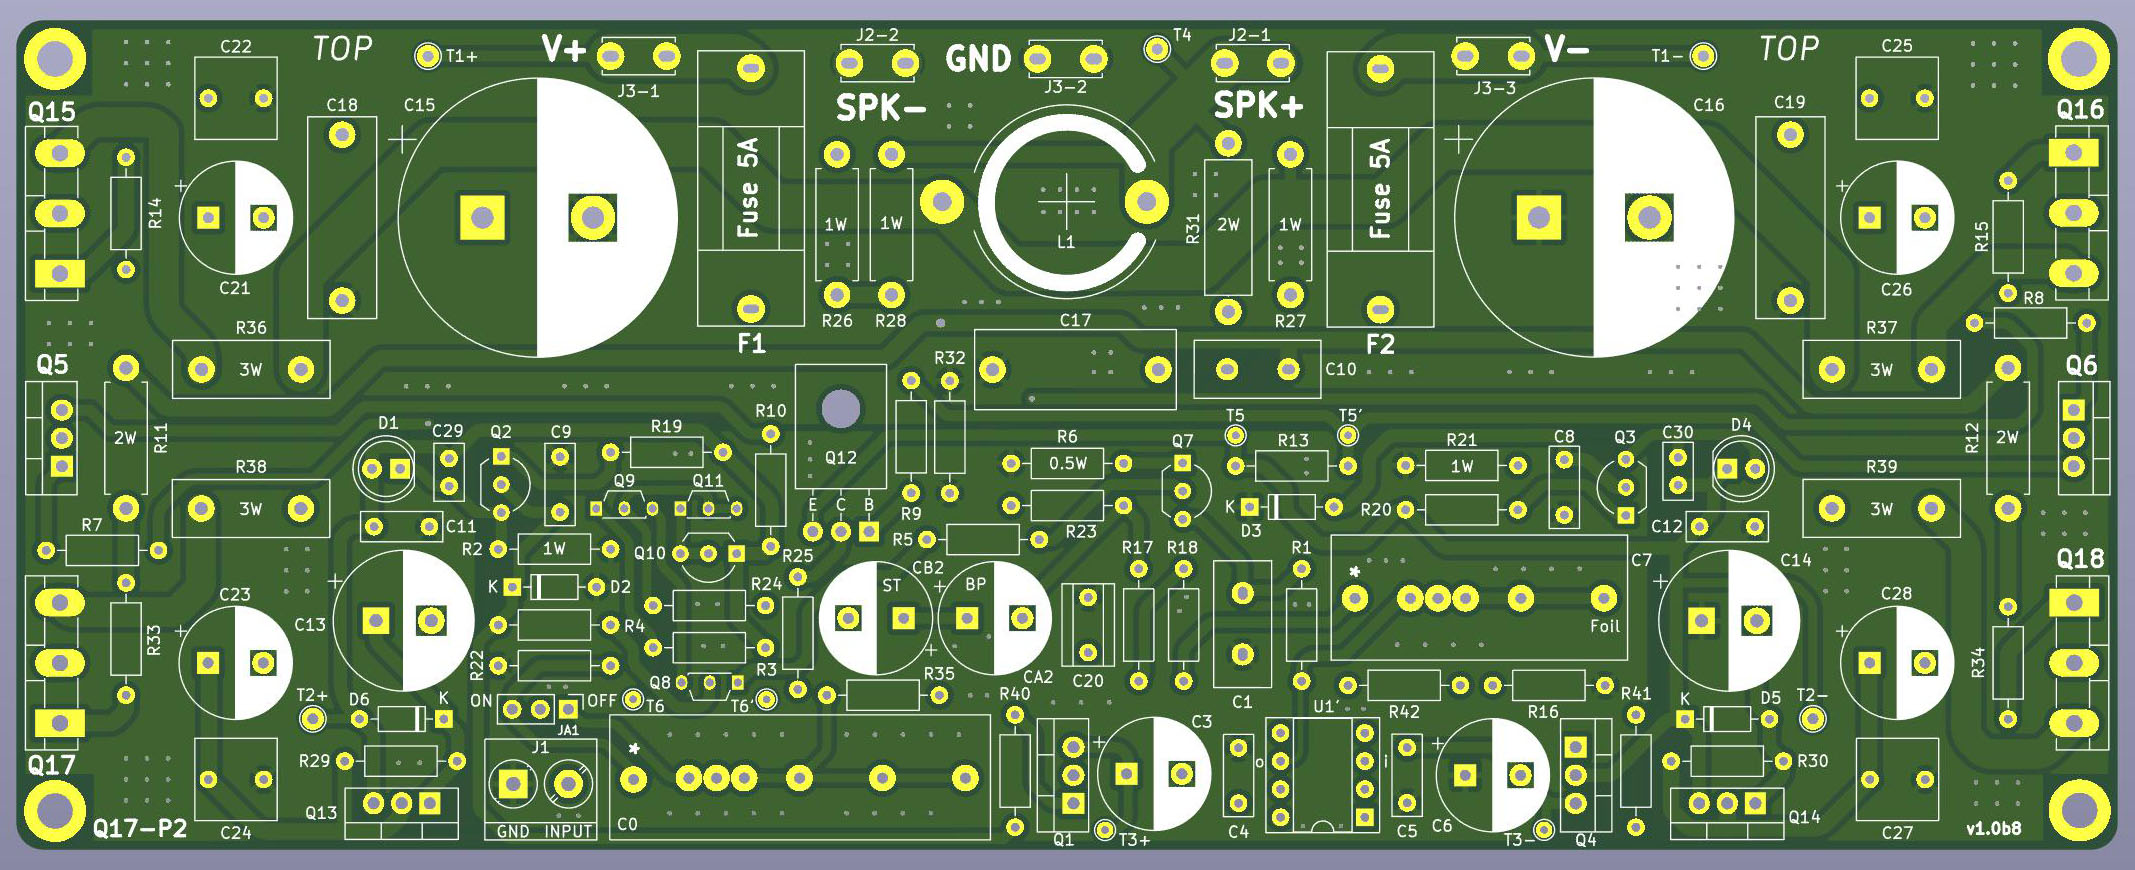 C22
TOP
T1+
V+
J3-1
J2-2
GND
J3-2
T4
J2-1
V-
J3-3
T1-
TOP
C25
Q15
C18
C15
SPK-
SPK+
C16
C19
Q16
R14
C21
Fuse 5A
1W
1W
L1
R31
2W
1W
Fuse 5A
R15
C26
R36
3W
F1
R26
R28
C17
R27
F2
R37
3W
R8
Q5
R32
C10
Q6
2W
R11
D1
C29
Q2
C9
R19
R10
Q12
R9
R6
0.5W
Q7
T5
R13
T5′
R21
1W
C8
Q3
C30
D4
R12
2W
R38
3W
Q9
Q11
E C B
R23
K
D3
R20
R39
3W
R7
C11
R2
1W
Q10
R25
R5
CB2
R17
R18
R1
C7
C12
C14
Q18
K
D2
R24
ST
BP
*
Foil
C23
C13
R4
R33
R22
R3
R35
CA2
C20
C1
C28
R34
T2+
D6
K
ON
OFF
JA1
Q8
T6
T6′
R40
C3
U1′
R42
R16
R41
K
D5
T2-
J1
*
R29
o
i
R30
Q17
Q13
C0
Q14
Q17-P2
C24
GND
INPUT
Q1
T3+
C4
C5
C6
T3-
Q4
C27
v1.0b8